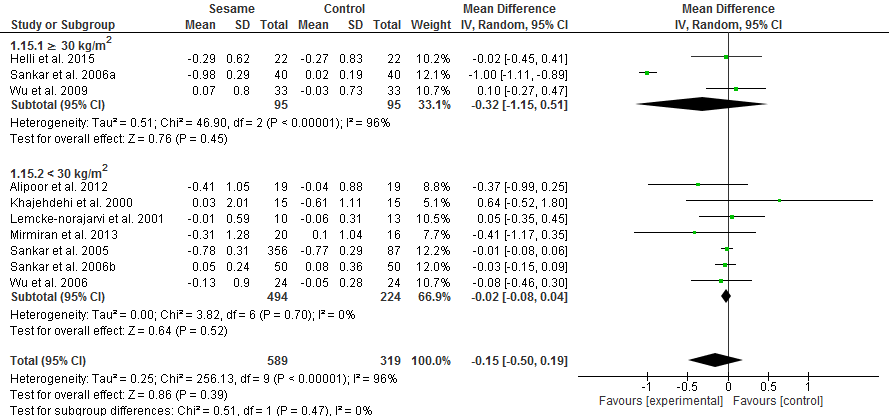 Sesame Control Mean Difference Mean Difference
Study or Subgroup Mean SD Total Mean SD Total Weight IV, Random, 95% CI IV, Random, 95% CI
1.15.1 ≥ 30 kg/m²
Helli et al. 2015 -0.29 0.62 22 -0.27 0.83 22 10.2% -0.02 [-0.45, 0.41]
Sankar et al. 2006a -0.98 0.29 40 0.02 0.19 40 12.2% -1.00 [-1.11, -0.89]
Wu et al. 2009 0.07 0.8 33 -0.03 0.73 33 10.7% 0.10 [-0.27, 0.47]
Subtotal (95% CI) 95 95 33.1% -0.32 [-1.15, 0.51]
Heterogeneity: Tau² = 0.51; Chi² = 46.90, df = 2 (P < 0.00001); I² = 96%
Test for overall effect: Z = 0.76 (P = 0.45)
1.15.2 < 30 kg/m²
Alipoor et al. 2012 -0.41 1.05 19 -0.04 0.88 19 8.8% -0.37 [-0.99, 0.25]
Khajehdehi et al. 2000 0.03 2.01 15 -0.61 1.11 15 5.1% 0.64 [-0.52, 1.80]
Lemcke-norajarvi et al. 2001 -0.01 0.59 10 -0.06 0.31 13 10.4% 0.05 [-0.35, 0.45]
Mirmiran et al. 2013 -0.31 1.28 20 0.1 1.04 16 7.7% -0.41 [-1.17, 0.35]
Sankar et al. 2005 -0.78 0.31 356 -0.77 0.29 87 12.2% -0.01 [-0.08, 0.06]
Sankar et al. 2006b 0.05 0.24 50 0.08 0.36 50 12.2% -0.03 [-0.15, 0.09]
Wu et al. 2006 -0.13 0.9 24 -0.05 0.28 24 10.6% -0.08 [-0.46, 0.30]
Subtotal (95% CI) 494 224 66.9% -0.02 [-0.08, 0.04]
Heterogeneity: Tau² = 0.00; Chi² = 3.82, df = 6 (P = 0.70); I² = 0%
Test for overall effect: Z = 0.64 (P = 0.52)
Total (95% CI) 589 319 100.0% -0.15 [-0.50, 0.19]
Heterogeneity: Tau² = 0.25; Chi² = 256.13, df = 9 (P < 0.00001); I² = 96%
Test for overall effect: Z = 0.86 (P = 0.39)
Test for subgroup differences: Chi² = 0.51, df = 1 (P = 0.47), I² = 0%
-1 -0.5 0 0.5 1
Favours [experimental] Favours [control]